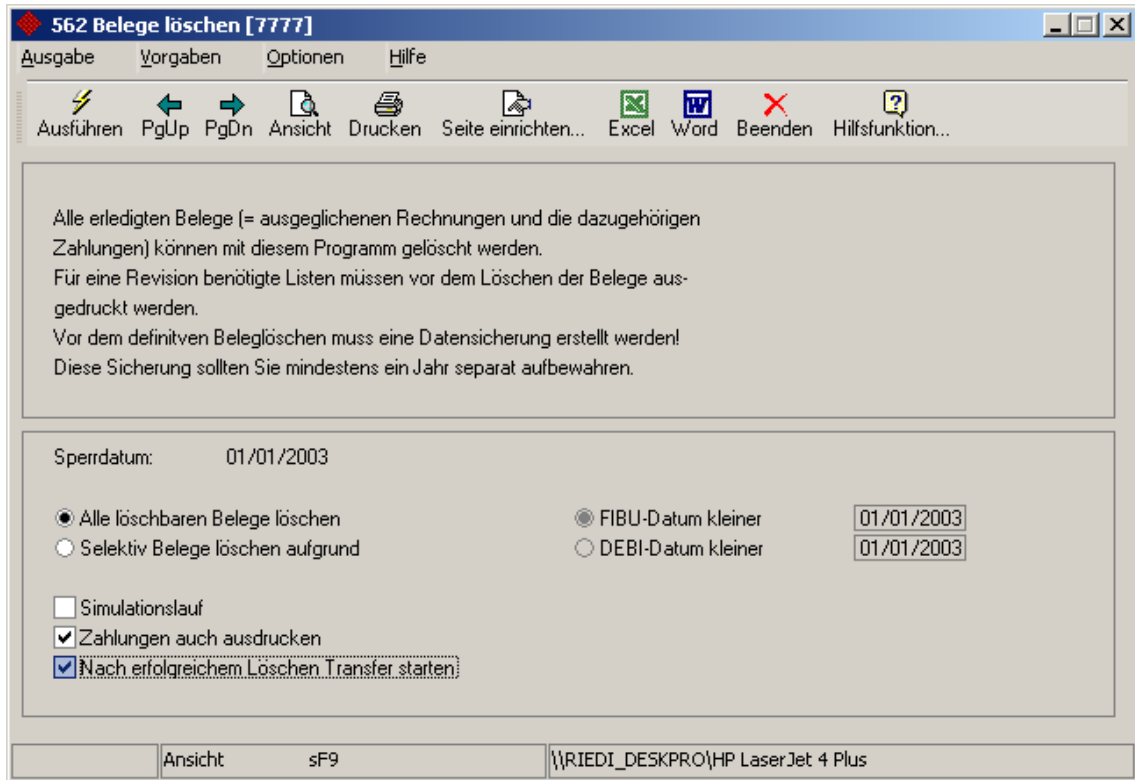 562 Belege löschen [7777]
Ausgabe Vorgaben Optionen Hilfe
Ausführen PgUp PgDn Ansicht Drucken Seite einrichten... Excel Word Beenden Hilfsfunktion...
Alle erledigten Belege (= ausgeglichenen Rechnungen und die dazugehörigen
Zahlungen) können mit diesem Programm gelöscht werden.
Für eine Revision benötigte Listen müssen vor dem Löschen der Belege aus-
gedruckt werden.
Vor dem definitven Beleglöschen muss eine Datensicherung erstellt werden!
Diese Sicherung sollten Sie mindestens ein Jahr separat aufbewahren.
Sperrdatum: 01/01/2003
Alle löschbaren Belege löschen FIBU-Datum kleiner 01/01/2003
Selektiv Belege löschen aufgrund DEBI-Datum kleiner 01/01/2003
Simulationslauf
Zahlungen auch ausdrucken
Nach erfolgreichem Löschen Transfer starten
Ansicht sF9 \\RIEDI_DESKPRO\HP LaserJet 4 Plus